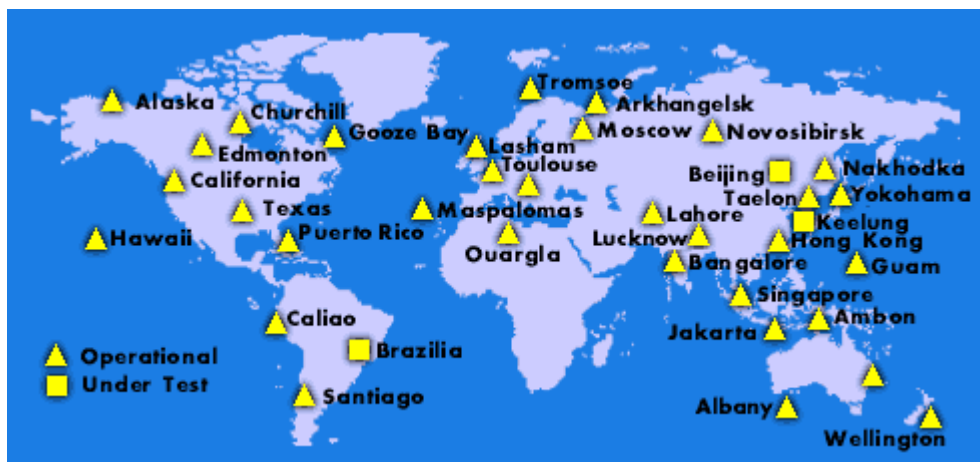 Tromsoe
Alaska
Arkhangelsk
Churchill
Gooze Bay
Moscow
Novosibirsk
Edmonton
Lasham
Toulouse
Beijing
Nakhodka
California
Taelon
Yokohama
Texas
Maspalomas
Lahore
Keelung
Hawaii
Puerto Rico
Ouargla
Lucknow
Hong Kong
Bangalore
Guam
Singapore
Caliao
Jakarta
Ambon
Operational
Brazilia
Under Test
Santiago
Albany
Wellington